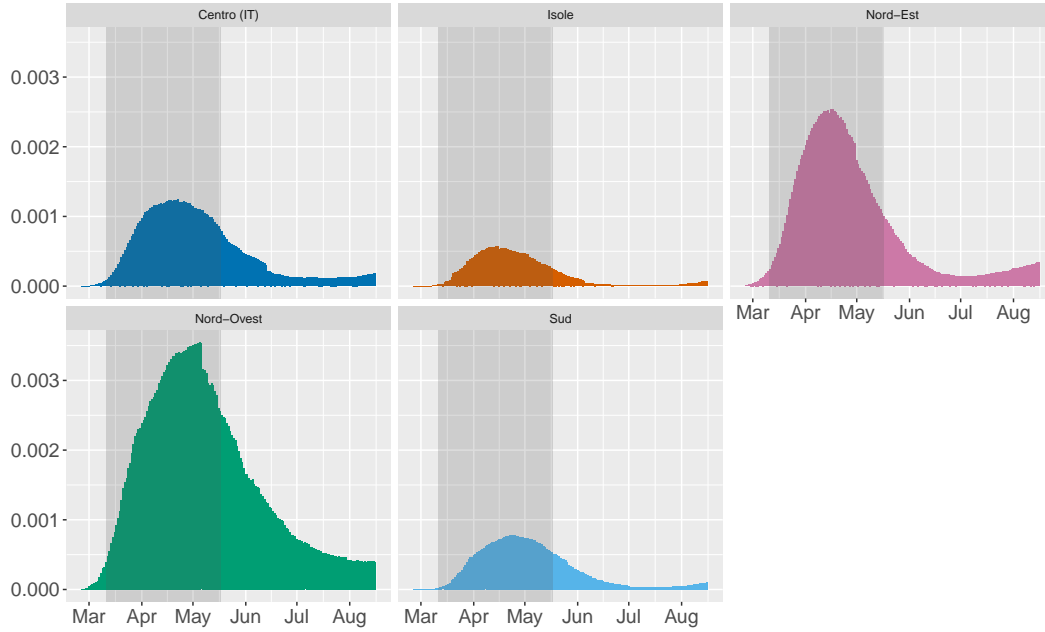 Centro (IT)
Isole
Nord−Est
0.003
0.002
0.001
0.000
Mar Apr May Jun Jul Aug
Nord−Ovest
Sud
0.003
0.002
0.001
0.000
Mar Apr May Jun Jul Aug
Mar Apr May Jun Jul Aug